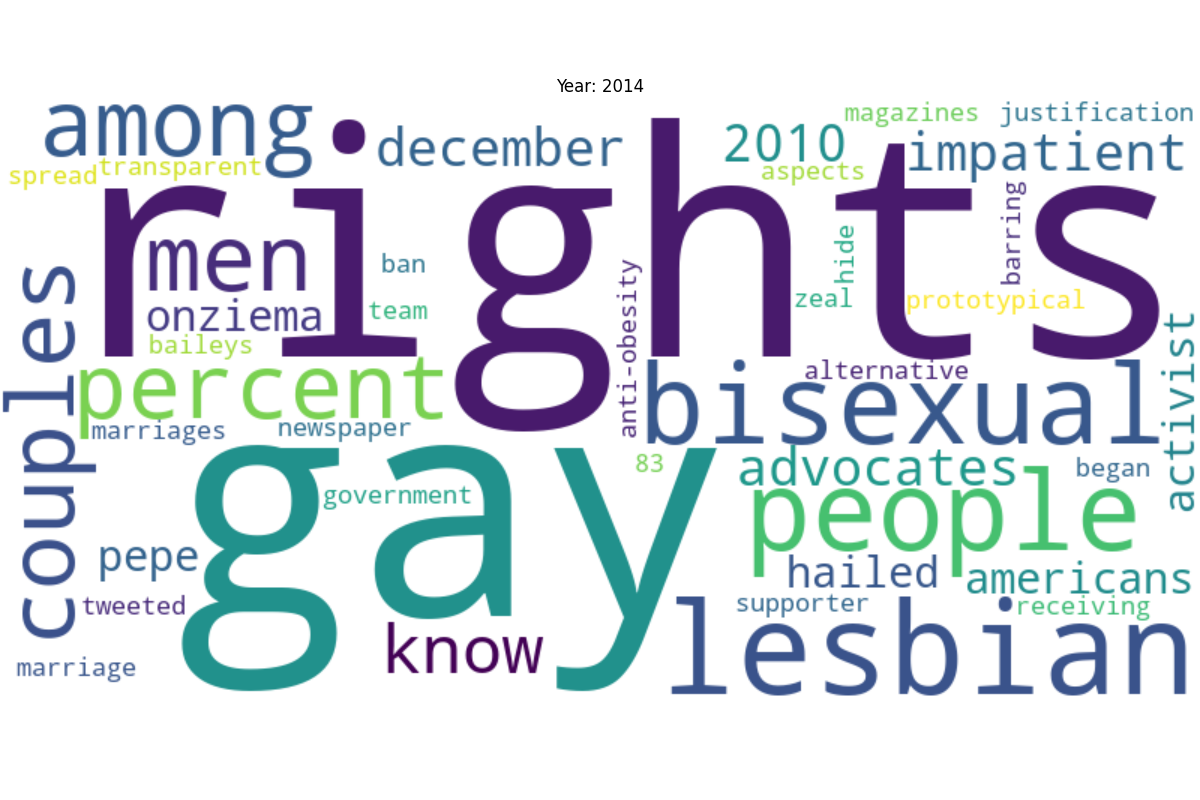 Year: 2014
among
december
2010
magazines
justification
impatient
spread
transparent
aspects
rights
men
ban
hide
barring
onziema
team
anti-obesity
zeal
prototypical
baileys
couples
percent
bisexual
alternative
activist
marriages
newspaper
gay
83
advocates
began
government
people
pepe
hailed
americans
tweeted
know
supporter
receiving
lesbian
marriage